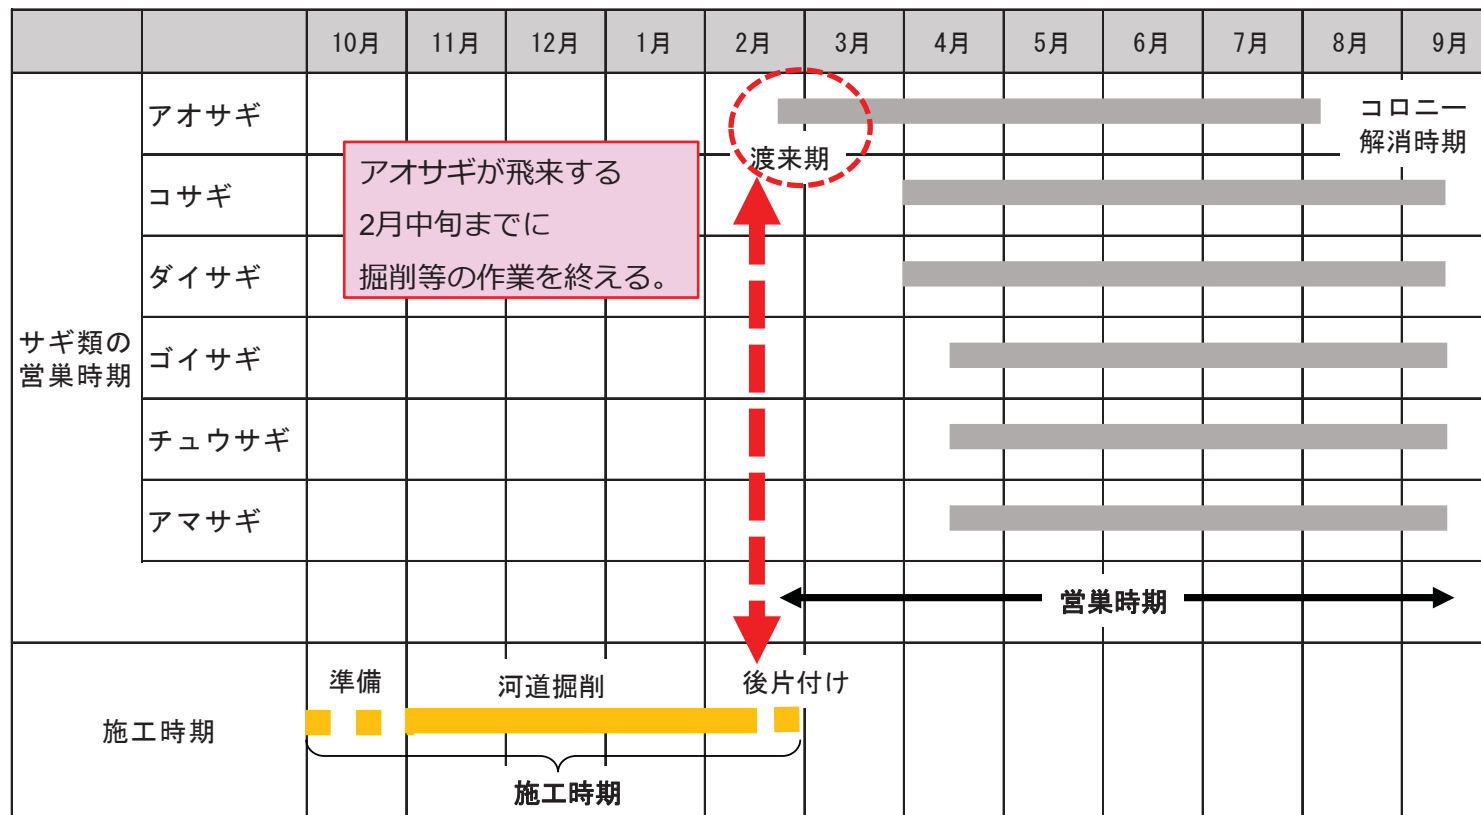 10月 11月 12月 1月 2月 3月 4月 5月 6月 7月 8月 9月
アオサギ
コロニー
解消時期
渡来期
アオサギが飛来する
2月中旬までに
掘削等の作業を終える。
コサギ
ダイサギ
サギ類の
営巣時期
ゴイサギ
チュウサギ
アマサギ
営巣時期
施工時期
準備
河道掘削
後片付け
施工時期